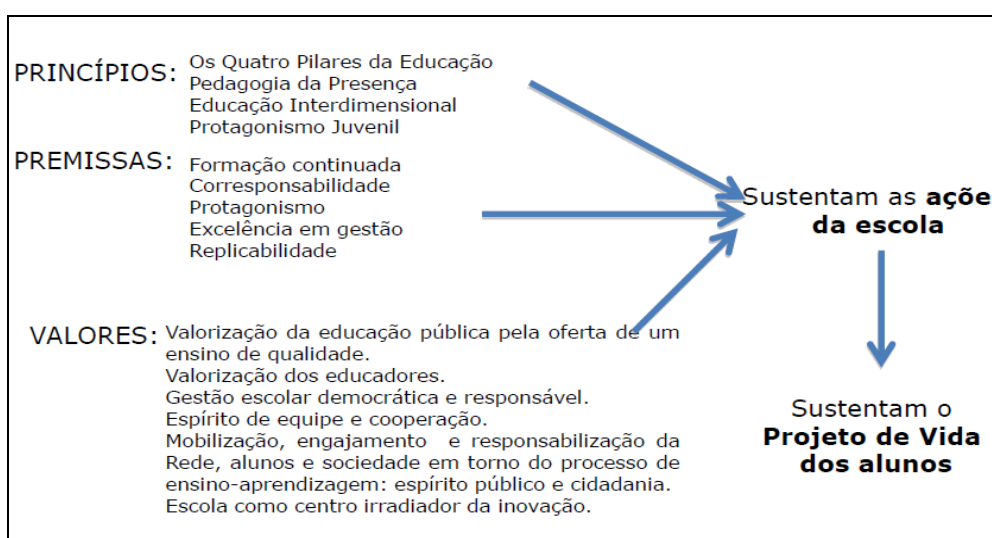 PRINCÍPIOS:
Os Quatro Pilares da Educação
Pedagogia da Presença
Educação Interdimensional
Protagonismo Juvenil
PREMISSAS:
Formação continuada
Corresponsabilidade
Protagonismo
Excelência em gestão
Replicabilidade
VALORES:
Valorização da educação pública pela oferta de um
ensino de qualidade.
Valorização dos educadores.
Gestão escolar democrática e responsável.
Espírito de equipe e cooperação.
Mobilização, engajamento e responsabilização da
Rede, alunos e sociedade em torno do processo de
ensino-aprendizagem: espírito público e cidadania.
Escola como centro irradiador da inovação.
Sustentam as açõe
da escola
Sustentam o
Projeto de Vida
dos alunos